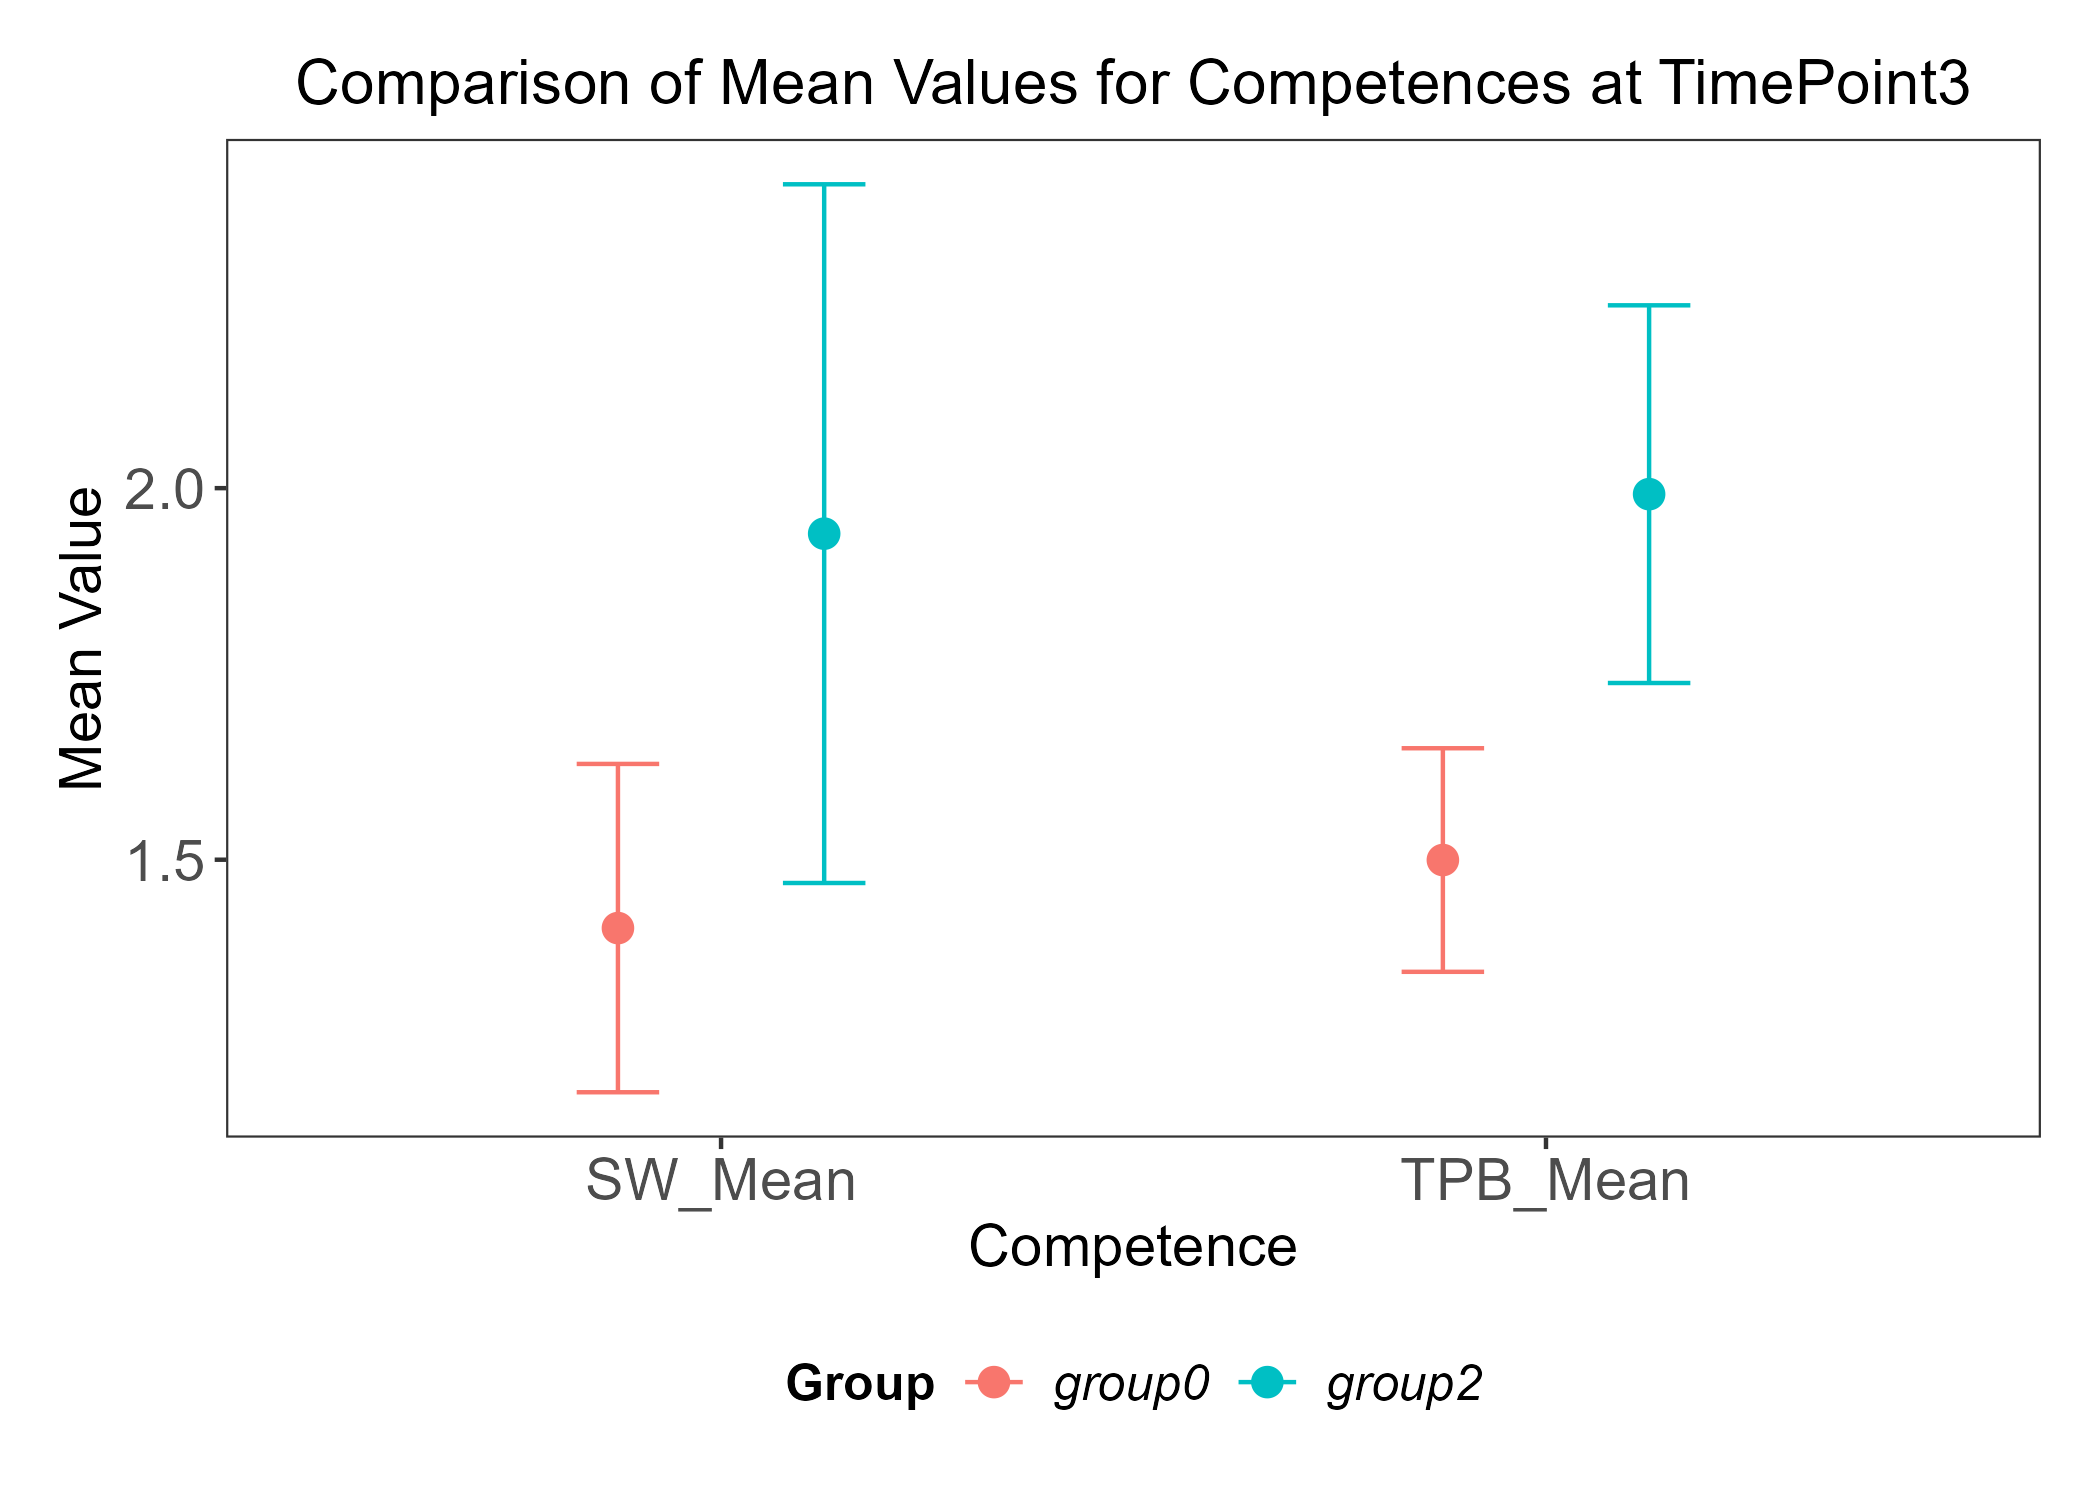 Comparison of Mean Values for Competences at TimePoint3
Mean Value
2.0
1.5
SW_Mean TPB_Mean
Competence
Group group0 group2